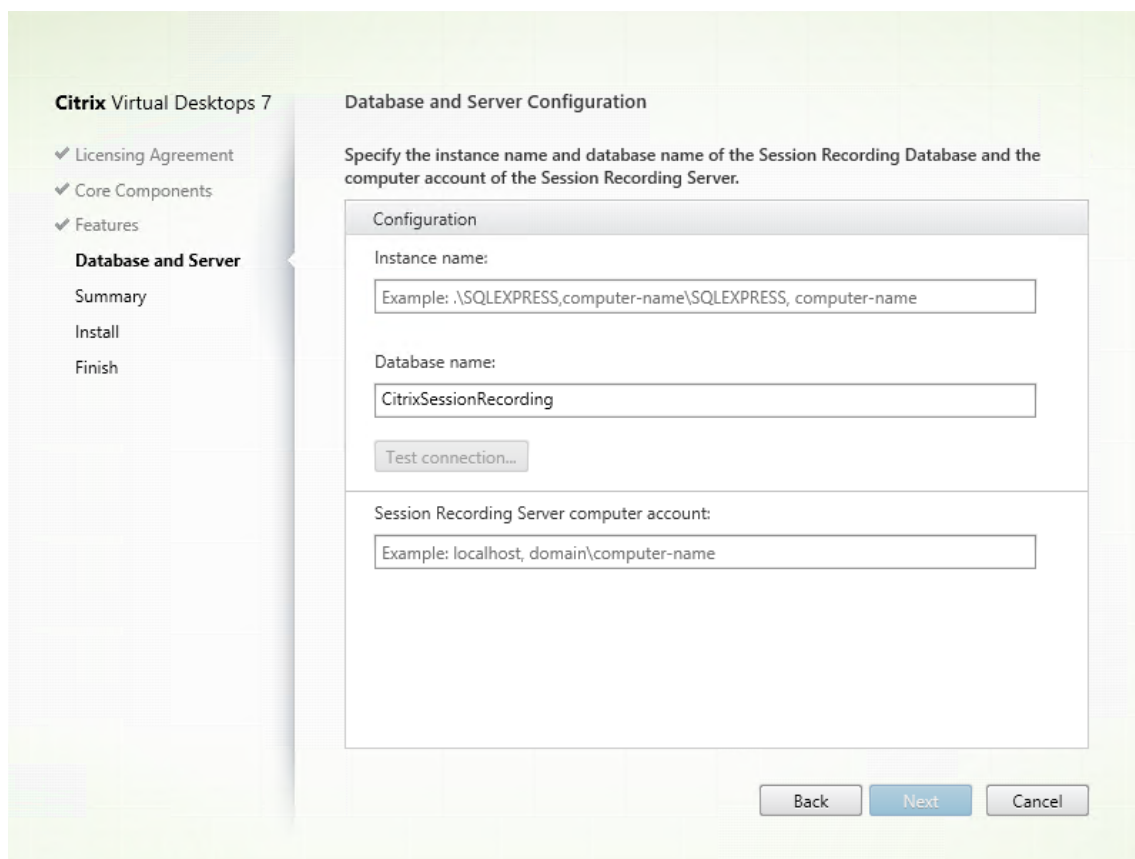 Citrix Virtual Desktops 7
Licensing Agreement
Core Components
Features
Database and Server
Summary
Install
Finish
Database and Server Configuration
Specify the instance name and database name of the Session Recording Database and the
computer account of the Session Recording Server.
Configuration
Instance name:
Example: .\SQLEXPRESS,computer-name\SQLEXPRESS, computer-name
Database name:
CitrixSessionRecording
Test connection...
Session Recording Server computer account:
Example: localhost, domain\computer-name
Back
Next
Cancel